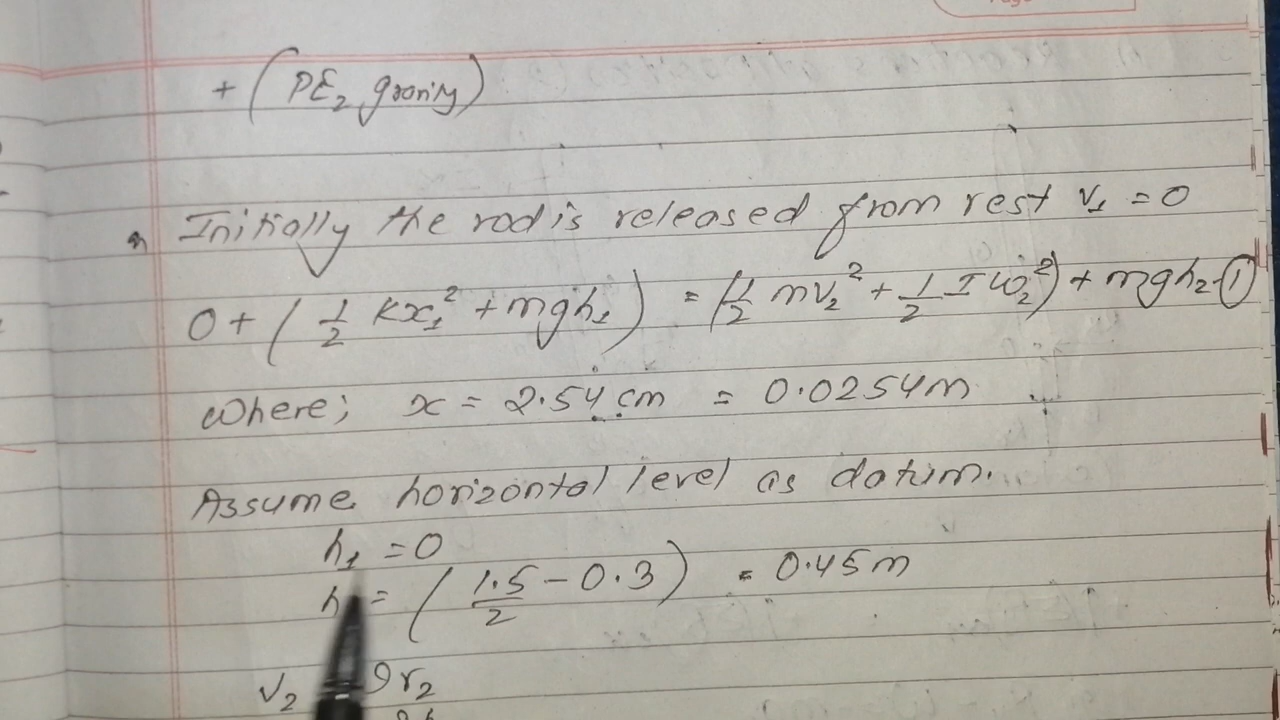 + (PE₂ gravity)
Initially the rod is released from rest v₁ = 0
0 + (1/2 kx₁² + mgh₁) = (1/2 mv₂² + 1/2 Iω₂²) + mgh₂ - ①
Where; x = 2.54 cm = 0.0254m
Assume horizontal level as datum.
h₁ = 0
h = (1.5/2 - 0.3) = 0.45m
v₂ r₂